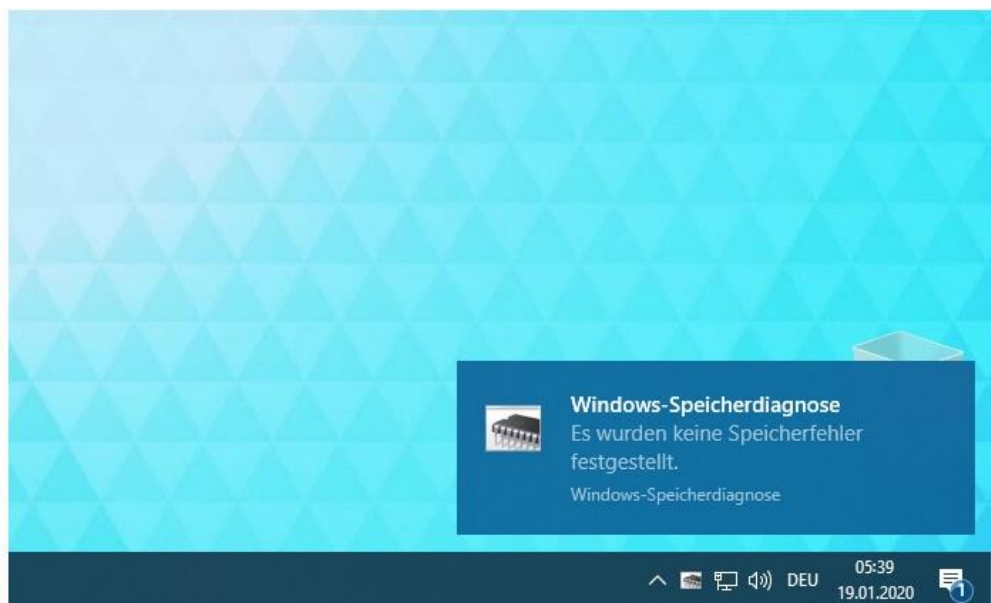 Windows-Speicherdiagnose
Es wurden keine Speicherfehler
festgestellt.
Windows-Speicherdiagnose
DEU
05:39
19.01.2020
1